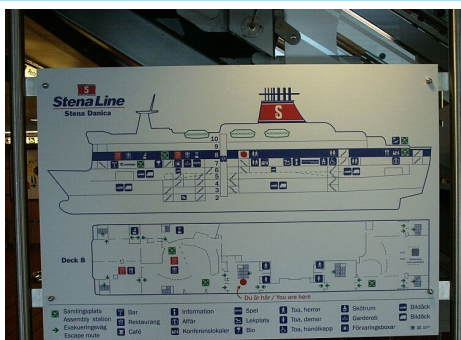 S
Stena Line
Stena Danica
S
10
9
8
7
6
5
4
3
2
Deck 8
Du är här / You are here
Samlingsplats
Assembly station
Evakueringsväg
Escape route
Bar
Restaurang
Café
Information
Affär
Konferenslokaler
Spel
Lekplats
Bio
Toa, herrar
Toa, damer
Toa, handikapp
Skötrum
Garderob
Förvaringsboxar
Bildäck
Bildäck